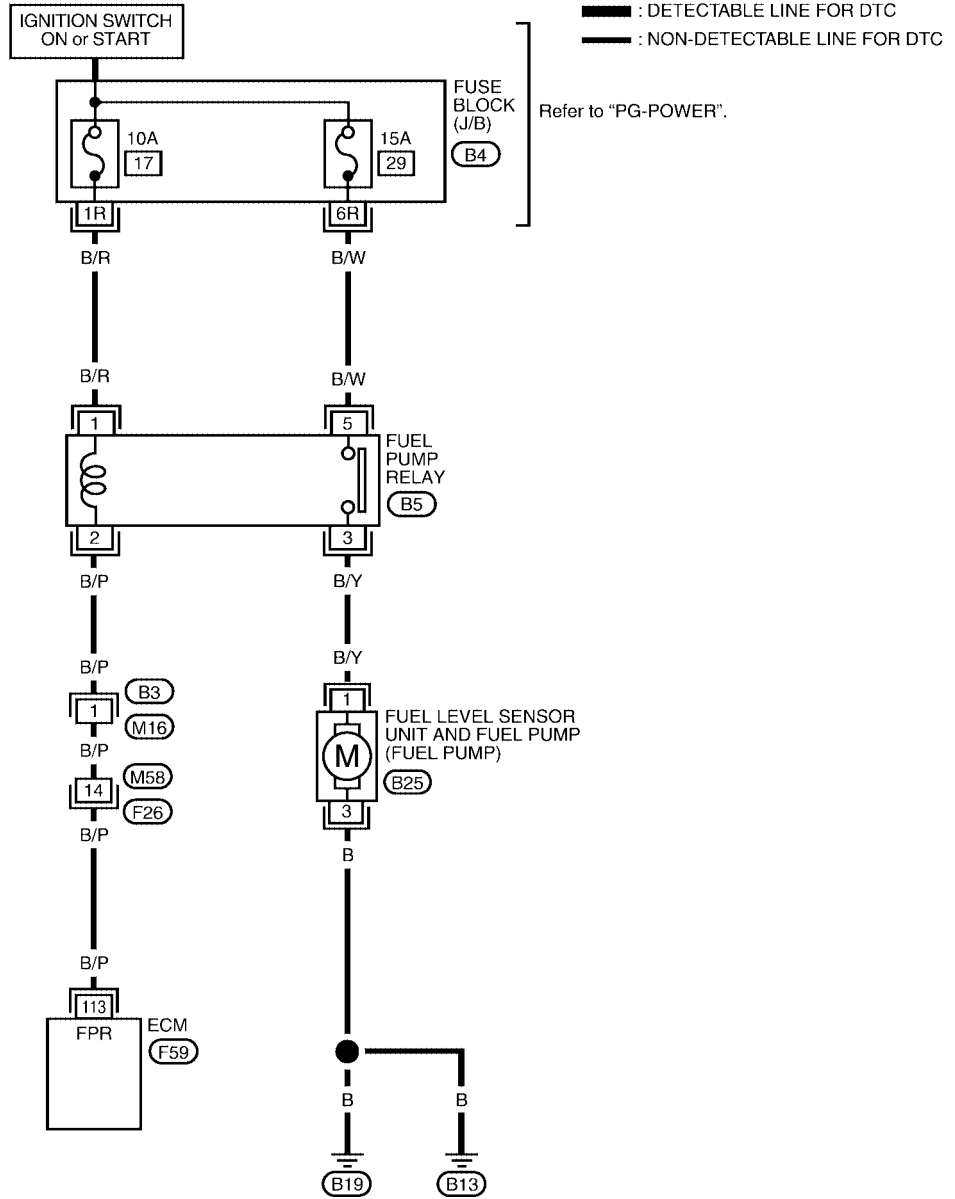 IGNITION SWITCH
ON or START
: DETECTABLE LINE FOR DTC
: NON-DETECTABLE LINE FOR DTC
FUSE
BLOCK
(J/B)
B4
Refer to “PG-POWER”.
10A
17
15A
29
1R
6R
B/R
B/W
B/R
B/W
1
5
FUEL
PUMP
RELAY
B5
2
3
B/P
B/Y
B/P
B/Y
B3
1
M16
B/P
M58
14
F26
B/P
1
FUEL LEVEL SENSOR
UNIT AND FUEL PUMP
(FUEL PUMP)
M
B25
3
B
B/P
113
FPR
ECM
F59
B
B
B19
B13